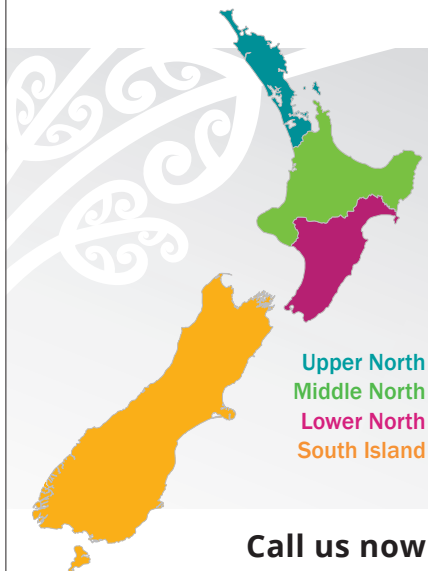 Upper North
Middle North
Lower North
South Island
Call us now